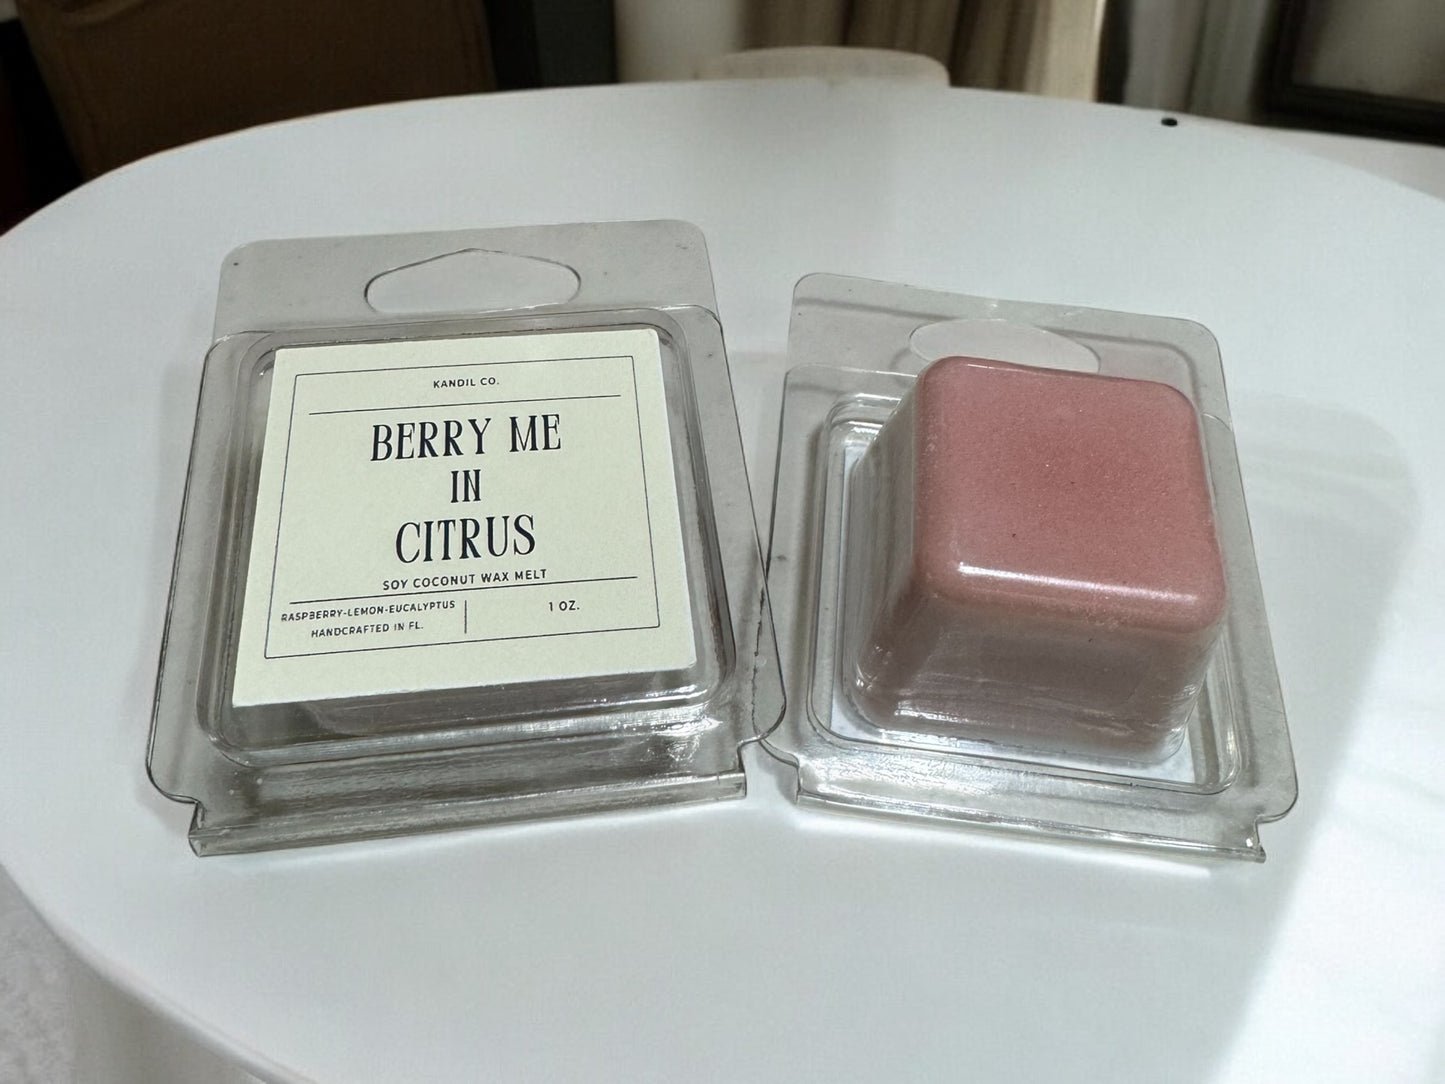 KANDIL CO.
BERRY ME
IN
CITRUS
SOY COCONUT WAX MELT
RASPBERRY-LEMON-EUCALYPTUS
HANDCRAFTED IN FL.
1 OZ.